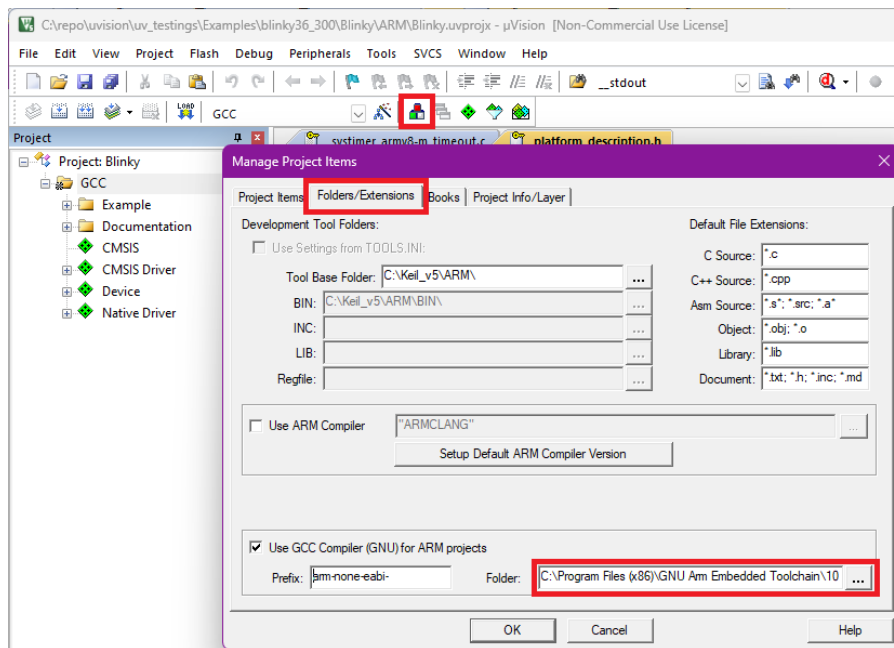 C:\repo\uvision\uv_testings\Examples\blinky36_300\Blinky\ARM\Blinky.uvprojx - µVision [Non-Commercial Use License]
File Edit View Project Flash Debug Peripherals Tools SVCS Window Help
__stdout
LOAD
GCC
Project
systimer_armv8-m_timeout.c
platform_description.h
Project: Blinky
GCC
Example
Documentation
CMSIS
CMSIS Driver
Device
Native Driver
Manage Project Items
Project Items Folders/Extensions Books Project Info/Layer
Development Tool Folders:
Default File Extensions:
Use Settings from TOOLS.INI:
C Source: *.c
Tool Base Folder: C:\Keil_v5\ARM\ ...
C++ Source: *.cpp
BIN: C:\Keil_v5\ARM\BIN\ ...
Asm Source: *.s*; *.src; *.a*
INC: ...
Object: *.obj; *.o
LIB: ...
Library: *.lib
Regfile: ...
Document: *.txt; *.h; *.inc; *.md
Use ARM Compiler "ARMCLANG" ...
Setup Default ARM Compiler Version
Use GCC Compiler (GNU) for ARM projects
Prefix: arm-none-eabi- Folder: C:\Program Files (x86)\GNU Arm Embedded Toolchain\10 ...
OK Cancel Help